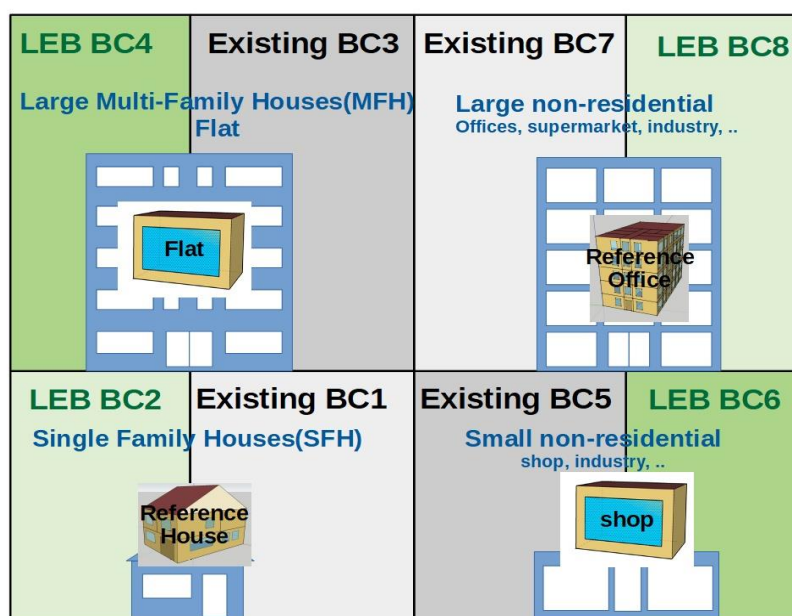 LEB BC4
Existing BC3
Large Multi-Family Houses(MFH)
Flat
Flat
Existing BC7
LEB BC8
Large non-residential
Offices, supermarket, industry, ..
Reference
Office
LEB BC2
Existing BC1
Single Family Houses(SFH)
Reference
House
Existing BC5
LEB BC6
Small non-residential
shop, industry, ..
shop